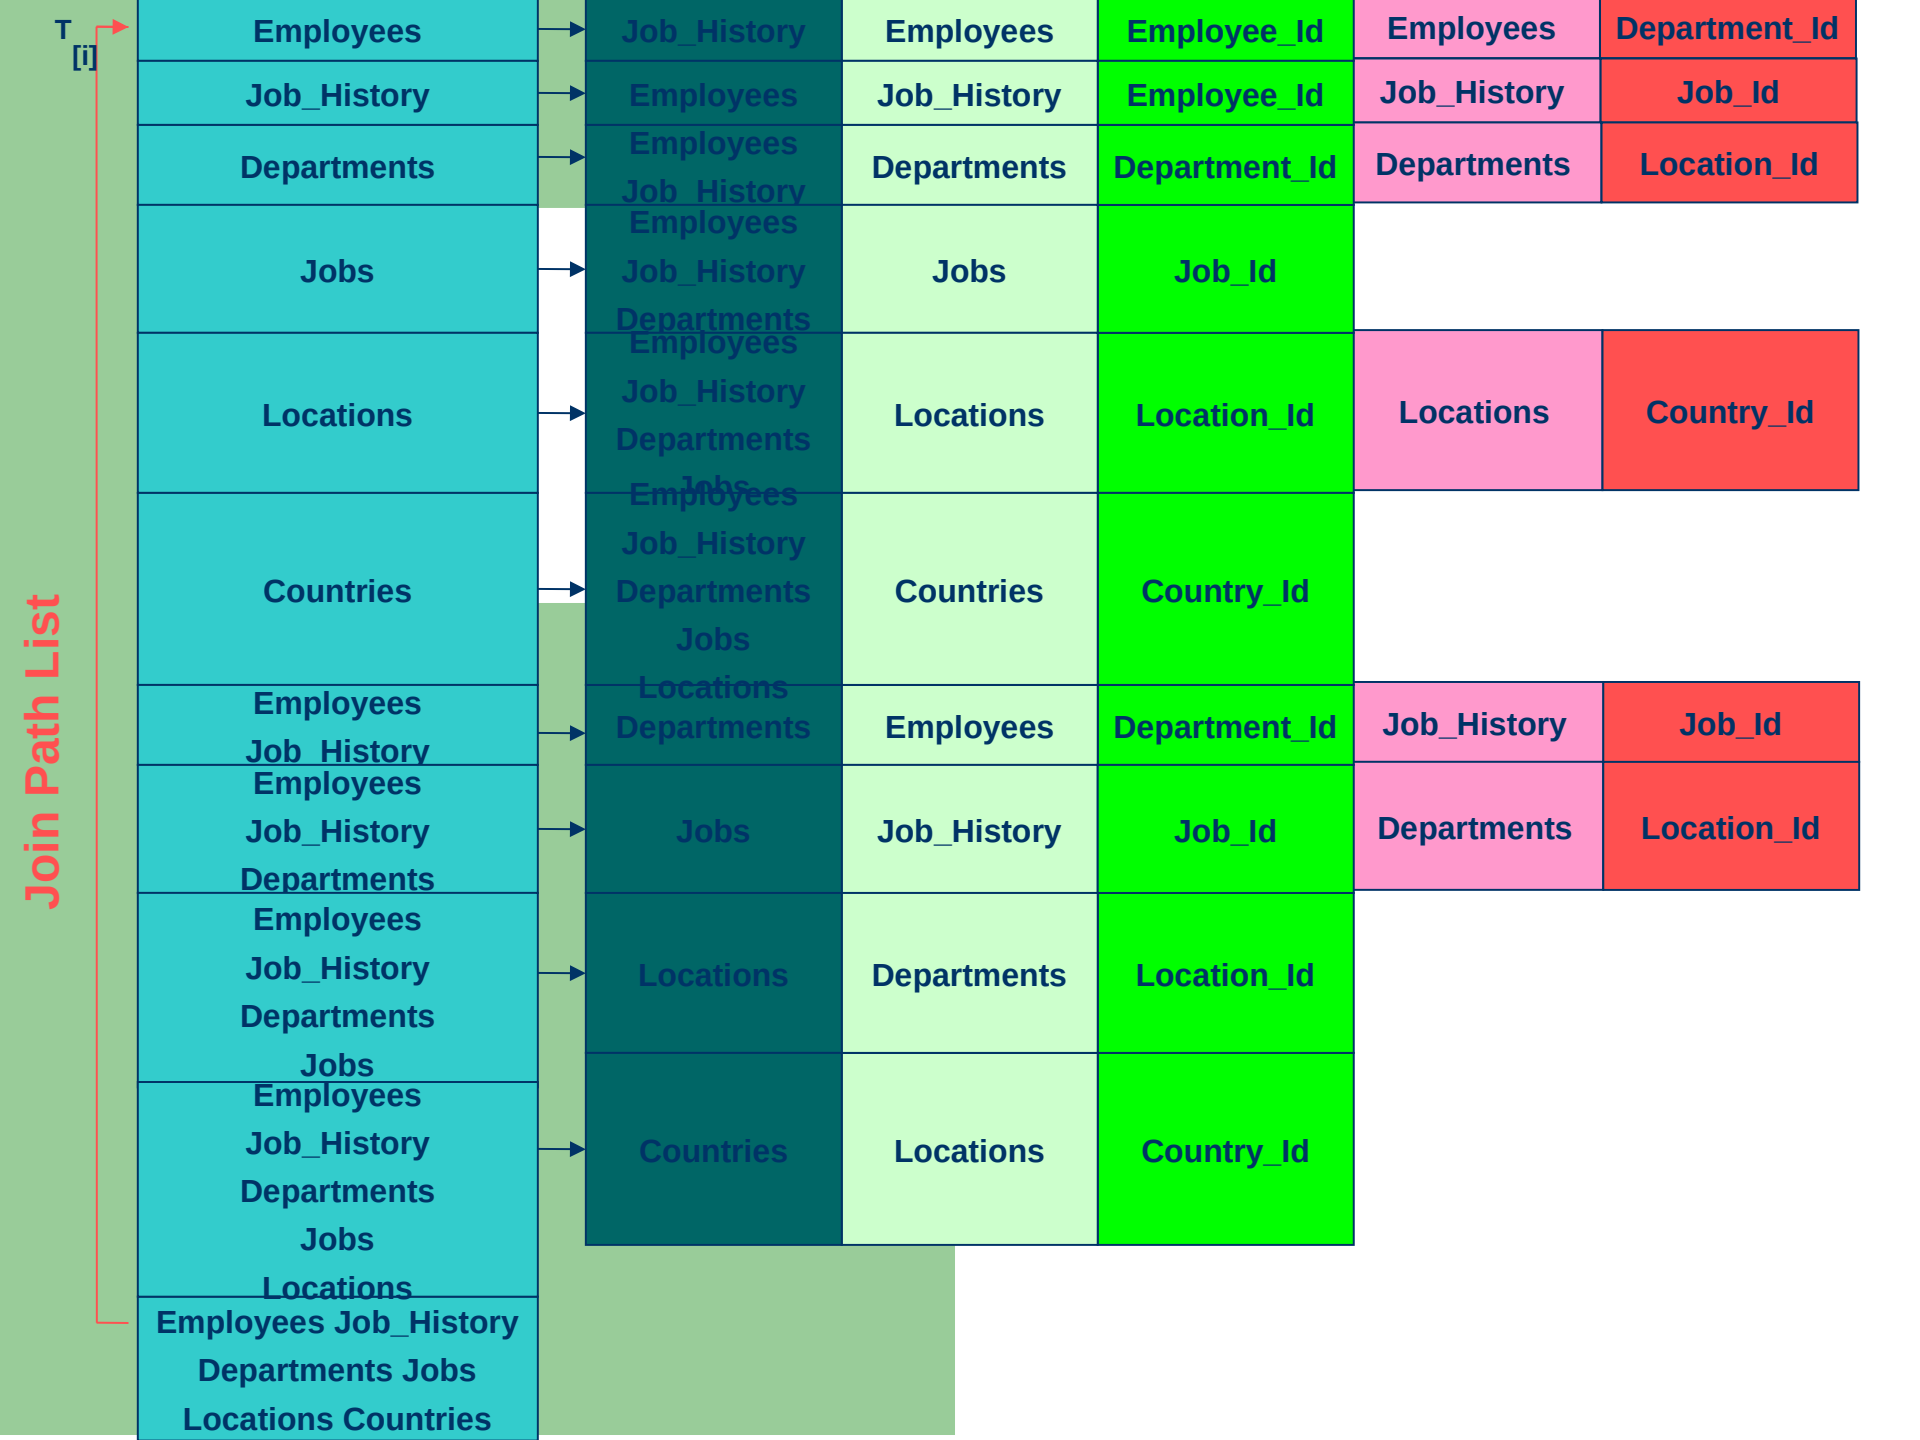 T
[i]
Join Path List
Employees
Job_History
Employees
Employee_Id
Employees
Department_Id
Job_History
Employees
Job_History
Employee_Id
Job_History
Job_Id
Departments
Employees
Job_History
Departments
Department_Id
Departments
Location_Id
Jobs
Employees
Job_History
Departments
Jobs
Job_Id
Locations
Employees
Job_History
Departments
Jobs
Locations
Location_Id
Locations
Country_Id
Countries
Employees
Job_History
Departments
Jobs
Locations
Countries
Country_Id
Employees
Job_History
Departments
Employees
Department_Id
Job_History
Job_Id
Employees
Job_History
Departments
Jobs
Job_History
Job_Id
Departments
Location_Id
Employees
Job_History
Departments
Jobs
Locations
Departments
Location_Id
Employees
Job_History
Departments
Jobs
Locations
Countries
Locations
Country_Id
Employees Job_History
Departments Jobs
Locations Countries